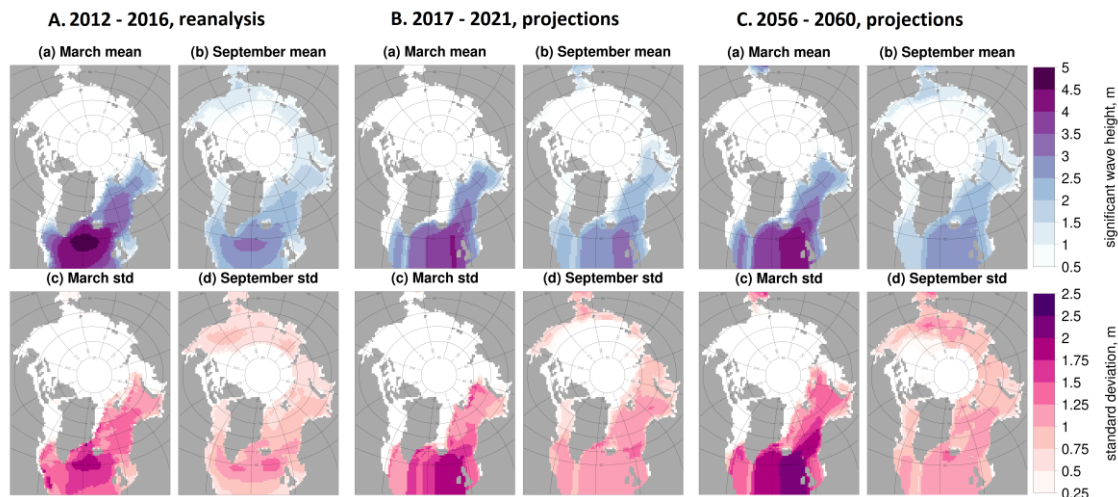 A. 2012 - 2016, reanalysis
B. 2017 - 2021, projections
C. 2056 - 2060, projections
(a) March mean
(b) September mean
(a) March mean
(b) September mean
(a) March mean
(b) September mean
5
4.5
4
3.5
3
2.5
2
1.5
1
0.5
significant wave height, m
(c) March std
(d) September std
(c) March std
(d) September std
(c) March std
(d) September std
2.5
2.5
2
1.75
1.5
1.25
1
0.75
0.5
0.25
standard deviation, m